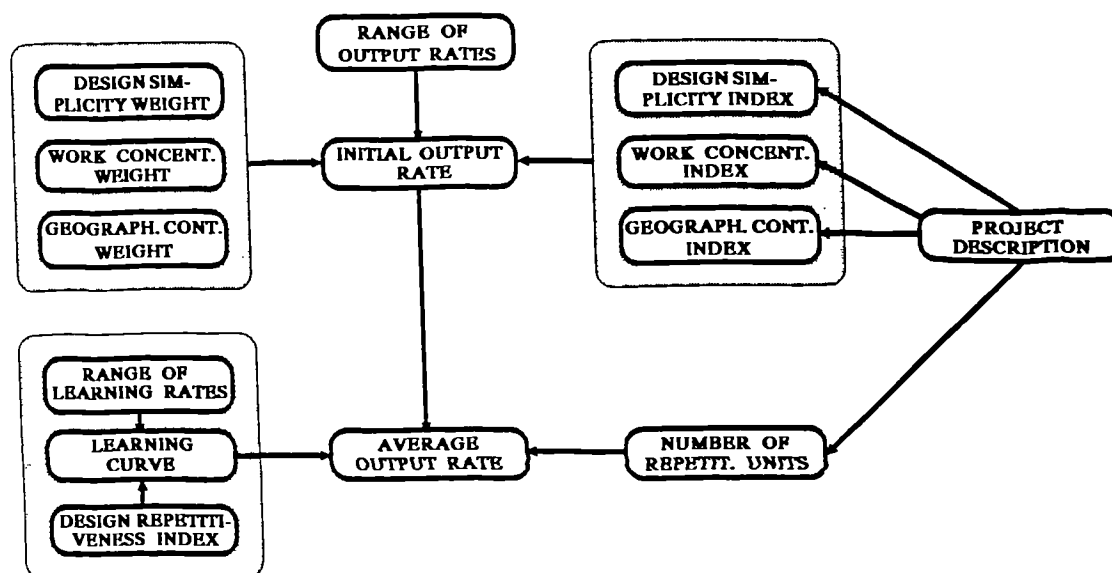 RANGE OF
OUTPUT RATES
DESIGN SIM-
PLICITY WEIGHT
WORK CONCENT.
WEIGHT
GEOGRAPH. CONT.
WEIGHT
INITIAL OUTPUT
RATE
DESIGN SIM-
PLICITY INDEX
WORK CONCENT.
INDEX
GEOGRAPH. CONT.
INDEX
PROJECT
DESCRIPTION
RANGE OF
LEARNING RATES
LEARNING
CURVE
DESIGN REPETITI-
VENESS INDEX
AVERAGE
OUTPUT RATE
NUMBER OF
REPETIT. UNITS